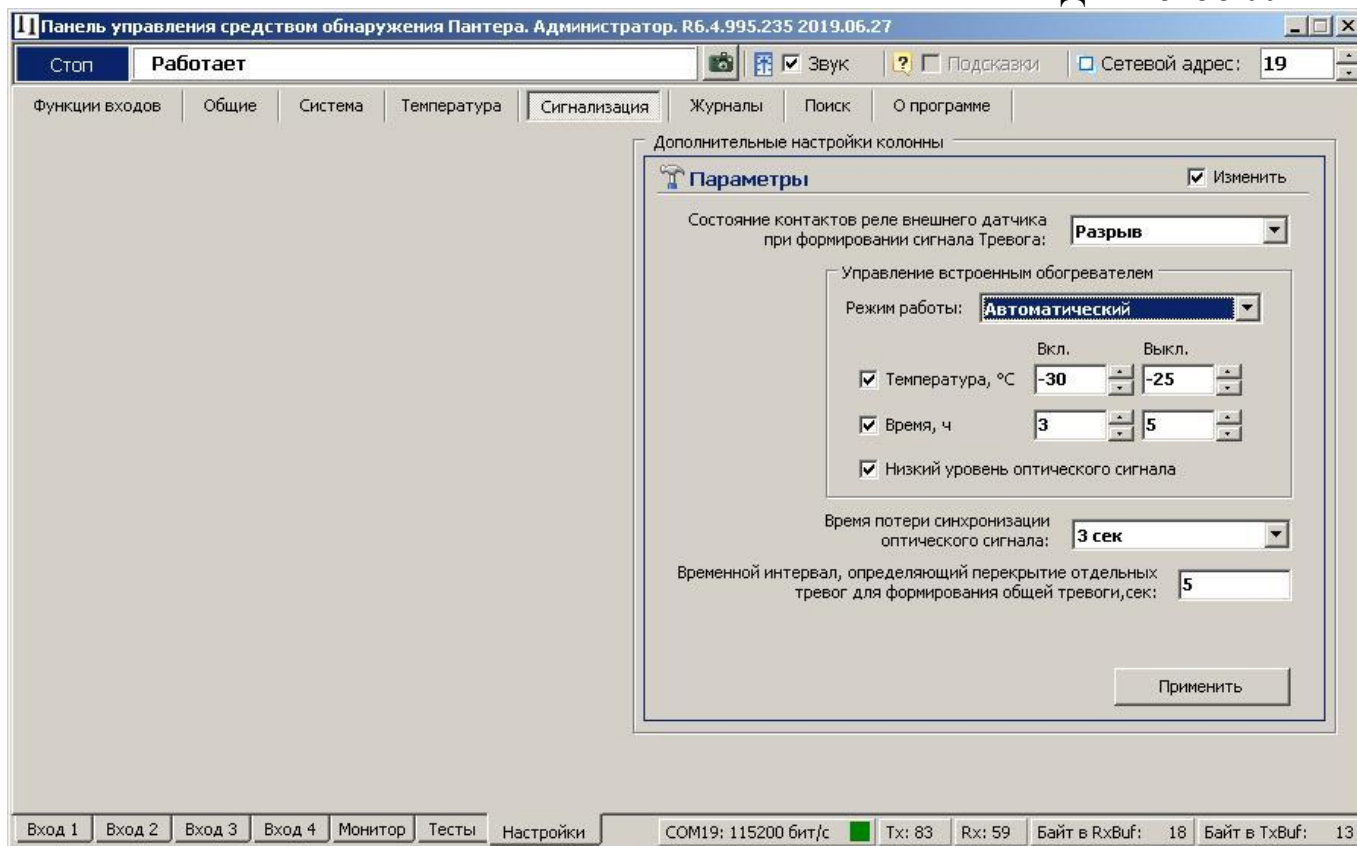 Панель управления средством обнаружения Пантера. Администратор. R6.4.995.235 2019.06.27
Стоп Работает Звук Подсказки Сетевой адрес: 19
Функции входов Общие Система Температура Сигнализация Журналы Поиск О программе
Дополнительные настройки колонны
Параметры Изменить
Состояние контактов реле внешнего датчика
при формировании сигнала Тревога: Разрыв
Управление встроенным обогревателем
Режим работы: Автоматический
Вкл. Выкл.
Температура, °C -30 -25
Время, ч 3 5
Низкий уровень оптического сигнала
Время потери синхронизации
оптического сигнала: 3 сек
Временной интервал, определяющий перекрытие отдельных
тревог для формирования общей тревоги,сек: 5
Применить
Вход 1 Вход 2 Вход 3 Вход 4 Монитор Тесты Настройки COM19: 115200 бит/с Tx: 83 Rx: 59 Байт в RxBuf: 18 Байт в TxBuf: 13